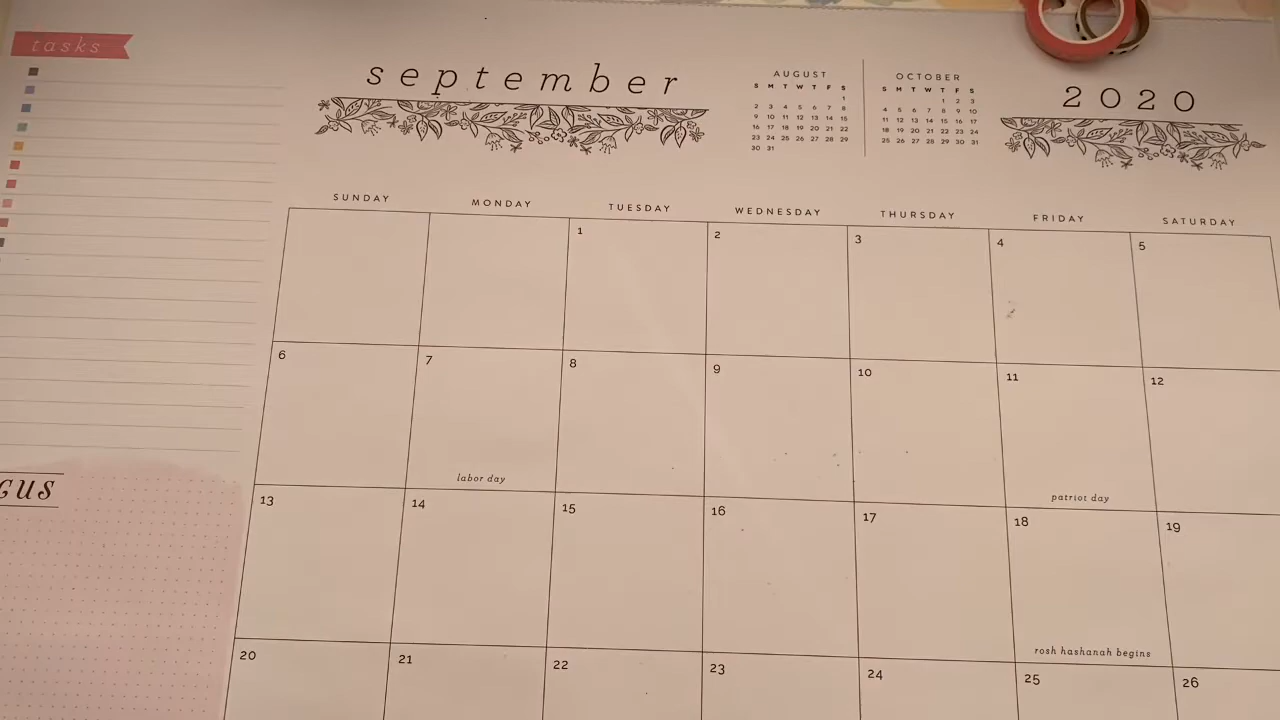 tasks
september
AUGUST
S M T W T F S
1
2 3 4 5 6 7 8
9 10 11 12 13 14 15
16 17 18 19 20 21 22
23 24 25 26 27 28 29
30 31
OCTOBER
S M T W T F S
1 2 3
4 5 6 7 8 9 10
11 12 13 14 15 16 17
18 19 20 21 22 23 24
25 26 27 28 29 30 31
2020
SUNDAY MONDAY TUESDAY WEDNESDAY THURSDAY FRIDAY SATURDAY
1 2 3 4 5
6 7 8 9 10 11 12
labor day patriot day
13 14 15 16 17 18 19
rosh hashanah begins
20 21 22 23 24 25 26
GUS